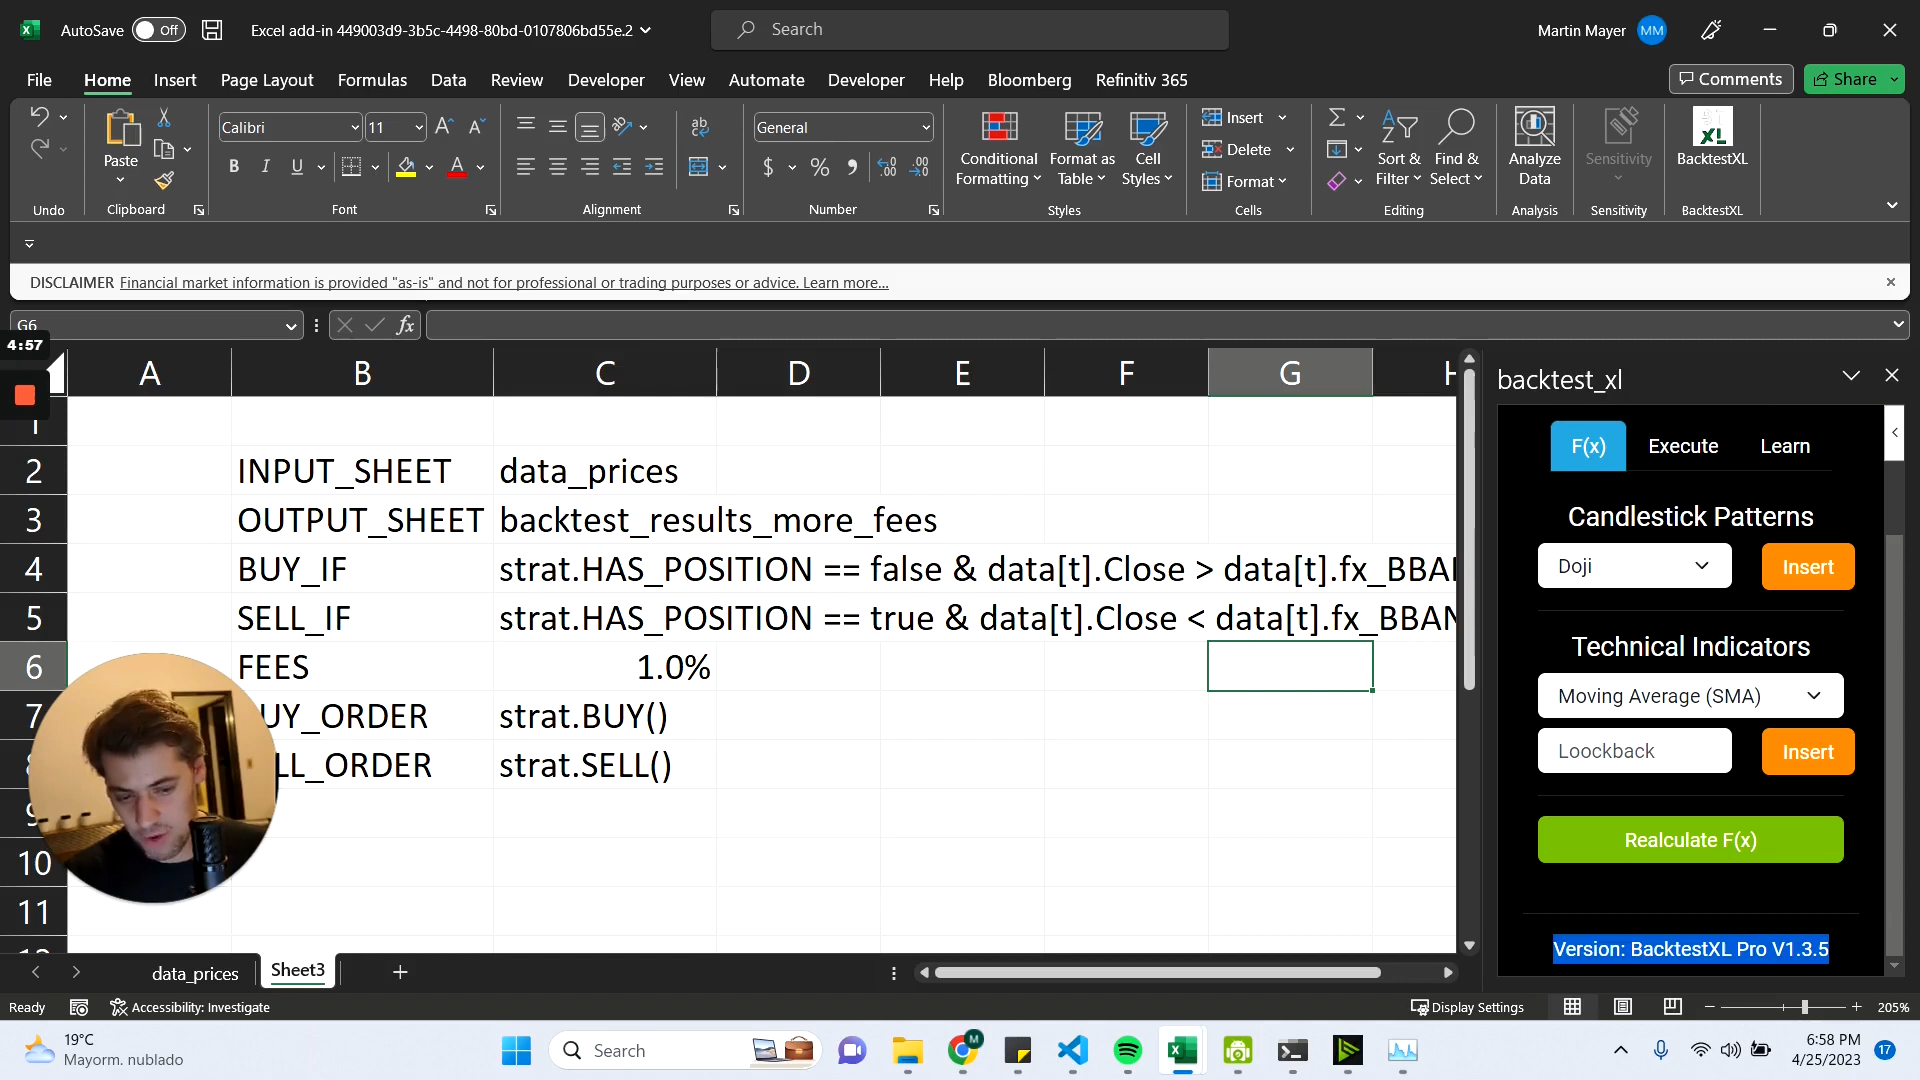 AutoSave Off Excel add-in 449003d9-3b5c-4498-80bd-0107806bd55e.2 Search Martin Mayer MM
File Home Insert Page Layout Formulas Data Review Developer View Automate Developer Help Bloomberg Refinitiv 365 Comments Share
Calibri 11 General
Paste
B I U A
$ %
Conditional Formatting
Format as Table
Cell Styles
Insert
Delete
Format
Sort & Filter
Find & Select
Analyze Data
Sensitivity
BacktestXL
Undo Clipboard Font Alignment Number Styles Cells Editing Analysis Sensitivity BacktestXL
DISCLAIMER Financial market information is provided "as-is" and not for professional or trading purposes or advice. Learn more...
G6 fx
4:57
A B C D E F G
1
2 INPUT_SHEET data_prices
3 OUTPUT_SHEET backtest_results_more_fees
4 BUY_IF strat.HAS_POSITION == false & data[t].Close > data[t].fx_BBA
5 SELL_IF strat.HAS_POSITION == true & data[t].Close < data[t].fx_BBAN
6 FEES 1.0%
7 UY_ORDER strat.BUY()
LL_ORDER strat.SELL()
10
11
backtest_xl
F(x) Execute Learn
Candlestick Patterns
Doji Insert
Technical Indicators
Moving Average (SMA)
Loockback Insert
Realculate F(x)
Version: BacktestXL Pro V1.3.5
data_prices Sheet3
Ready Accessibility: Investigate Display Settings 205%
19°C
Mayorm. nublado
Search
6:58 PM
4/25/2023
17